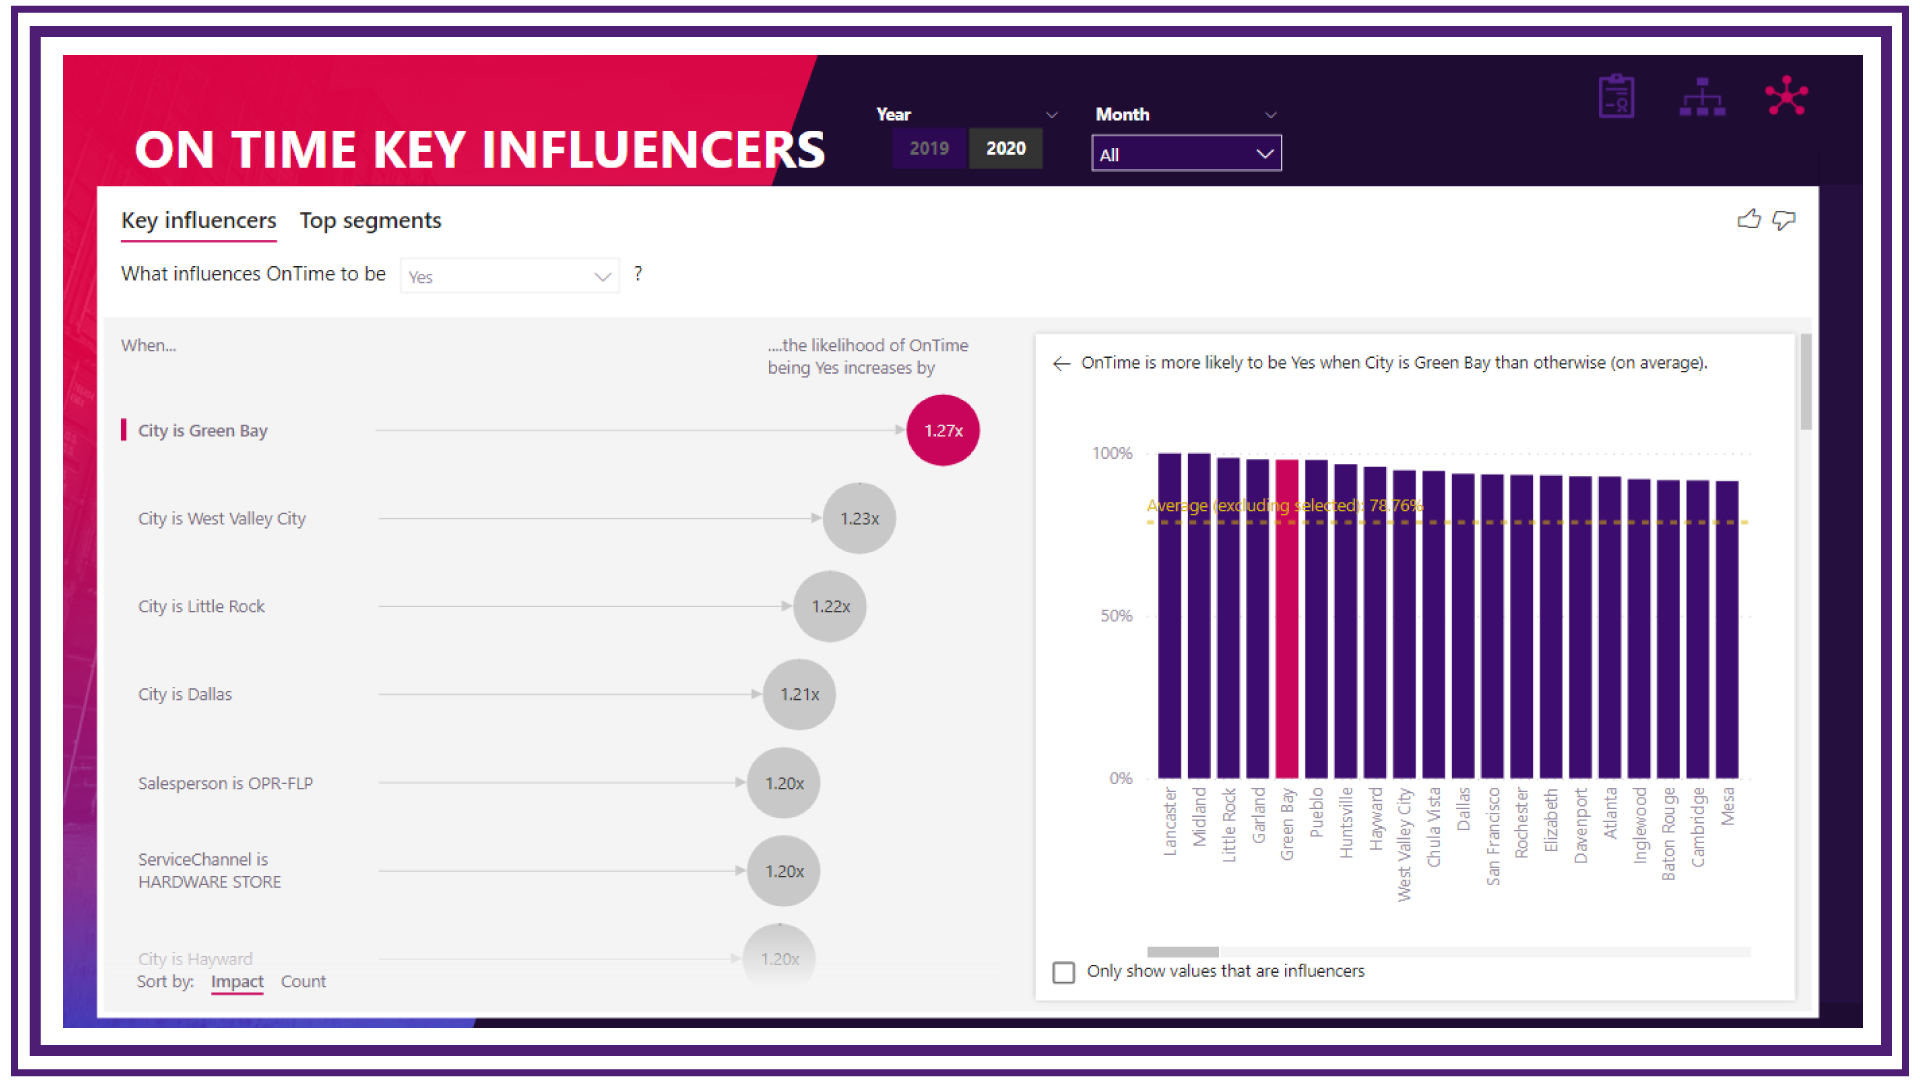 ON TIME KEY INFLUENCERS
Year
2019
2020
Month
All
Key influencers
Top segments
What influences OnTime to be
Yes
?
When...
....the likelihood of OnTime
being Yes increases by
City is Green Bay
1.27x
City is West Valley City
1.23x
City is Little Rock
1.22x
City is Dallas
1.21x
Salesperson is OPR-FLP
1.20x
ServiceChannel is
HARDWARE STORE
1.20x
City is Hayward
1.20x
Sort by:
Impact
Count
OnTime is more likely to be Yes when City is Green Bay than otherwise (on average).
100%
Average (excluding selected): 78.76%
50%
0%
Lancaster
Midland
Little Rock
Garland
Green Bay
Pueblo
Huntsville
Hayward
West Valley City
Chula Vista
Dallas
San Francisco
Rochester
Elizabeth
Davenport
Atlanta
Inglewood
Baton Rouge
Cambridge
Mesa
Only show values that are influencers